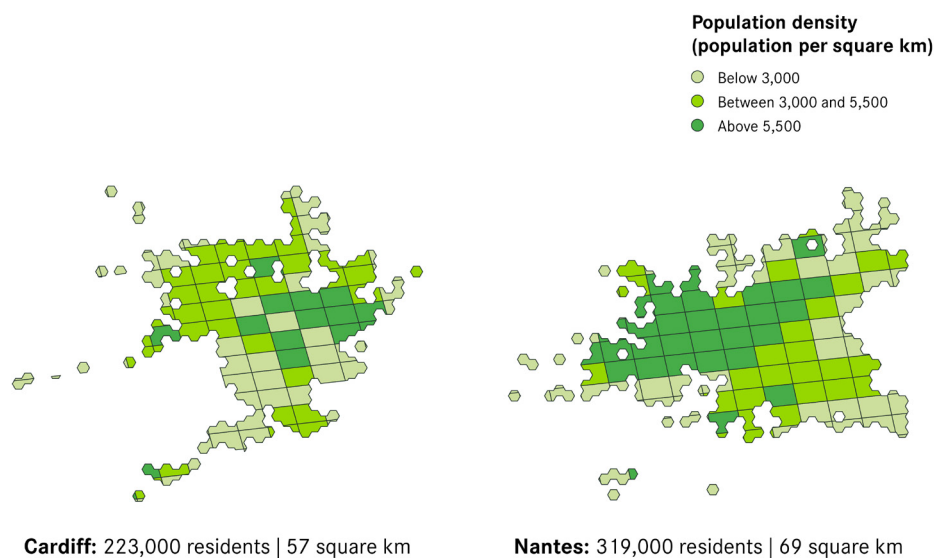 Population density
(population per square km)
Below 3,000
Between 3,000 and 5,500
Above 5,500
Cardiff: 223,000 residents | 57 square km
Nantes: 319,000 residents | 69 square km